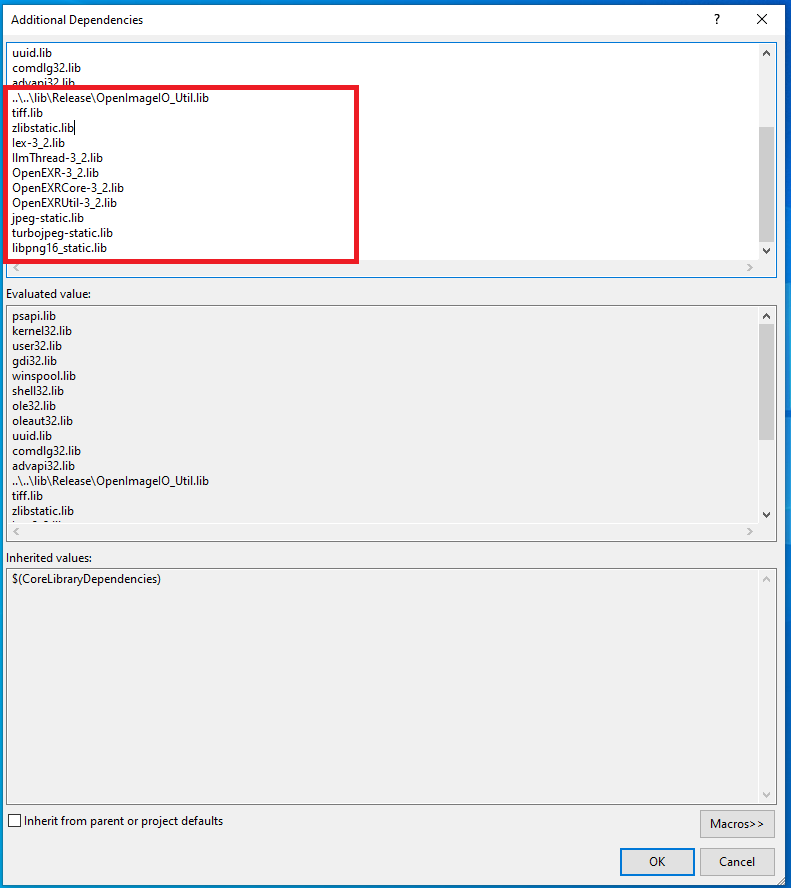 Additional Dependencies
?
uuid.lib
comdlg32.lib
advapi32.lib
..\..\lib\Release\OpenImageIO_Util.lib
tiff.lib
zlibstatic.lib
Iex-3_2.lib
IlmThread-3_2.lib
OpenEXR-3_2.lib
OpenEXRCore-3_2.lib
OpenEXRUtil-3_2.lib
jpeg-static.lib
turbojpeg-static.lib
libpng16_static.lib
Evaluated value:
psapi.lib
kernel32.lib
user32.lib
gdi32.lib
winspool.lib
shell32.lib
ole32.lib
oleaut32.lib
uuid.lib
comdlg32.lib
advapi32.lib
..\..\lib\Release\OpenImageIO_Util.lib
tiff.lib
zlibstatic.lib
Inherited values:
$(CoreLibraryDependencies)
Inherit from parent or project defaults
Macros>>
OK
Cancel